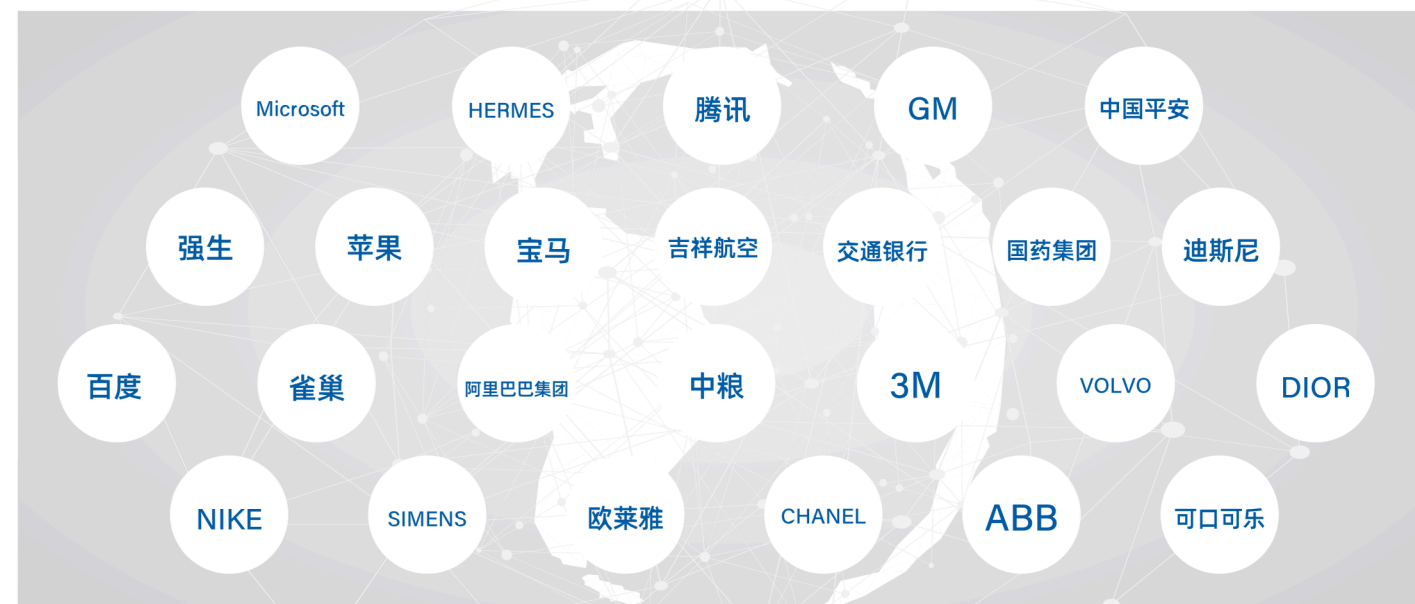 Microsoft
HERMES
腾讯
GM
中国平安
强生
苹果
宝马
吉祥航空
交通银行
国药集团
迪斯尼
百度
雀巢
阿里巴巴集团
中粮
3M
VOLVO
DIOR
NIKE
SIMENS
欧莱雅
CHANEL
ABB
可口可乐